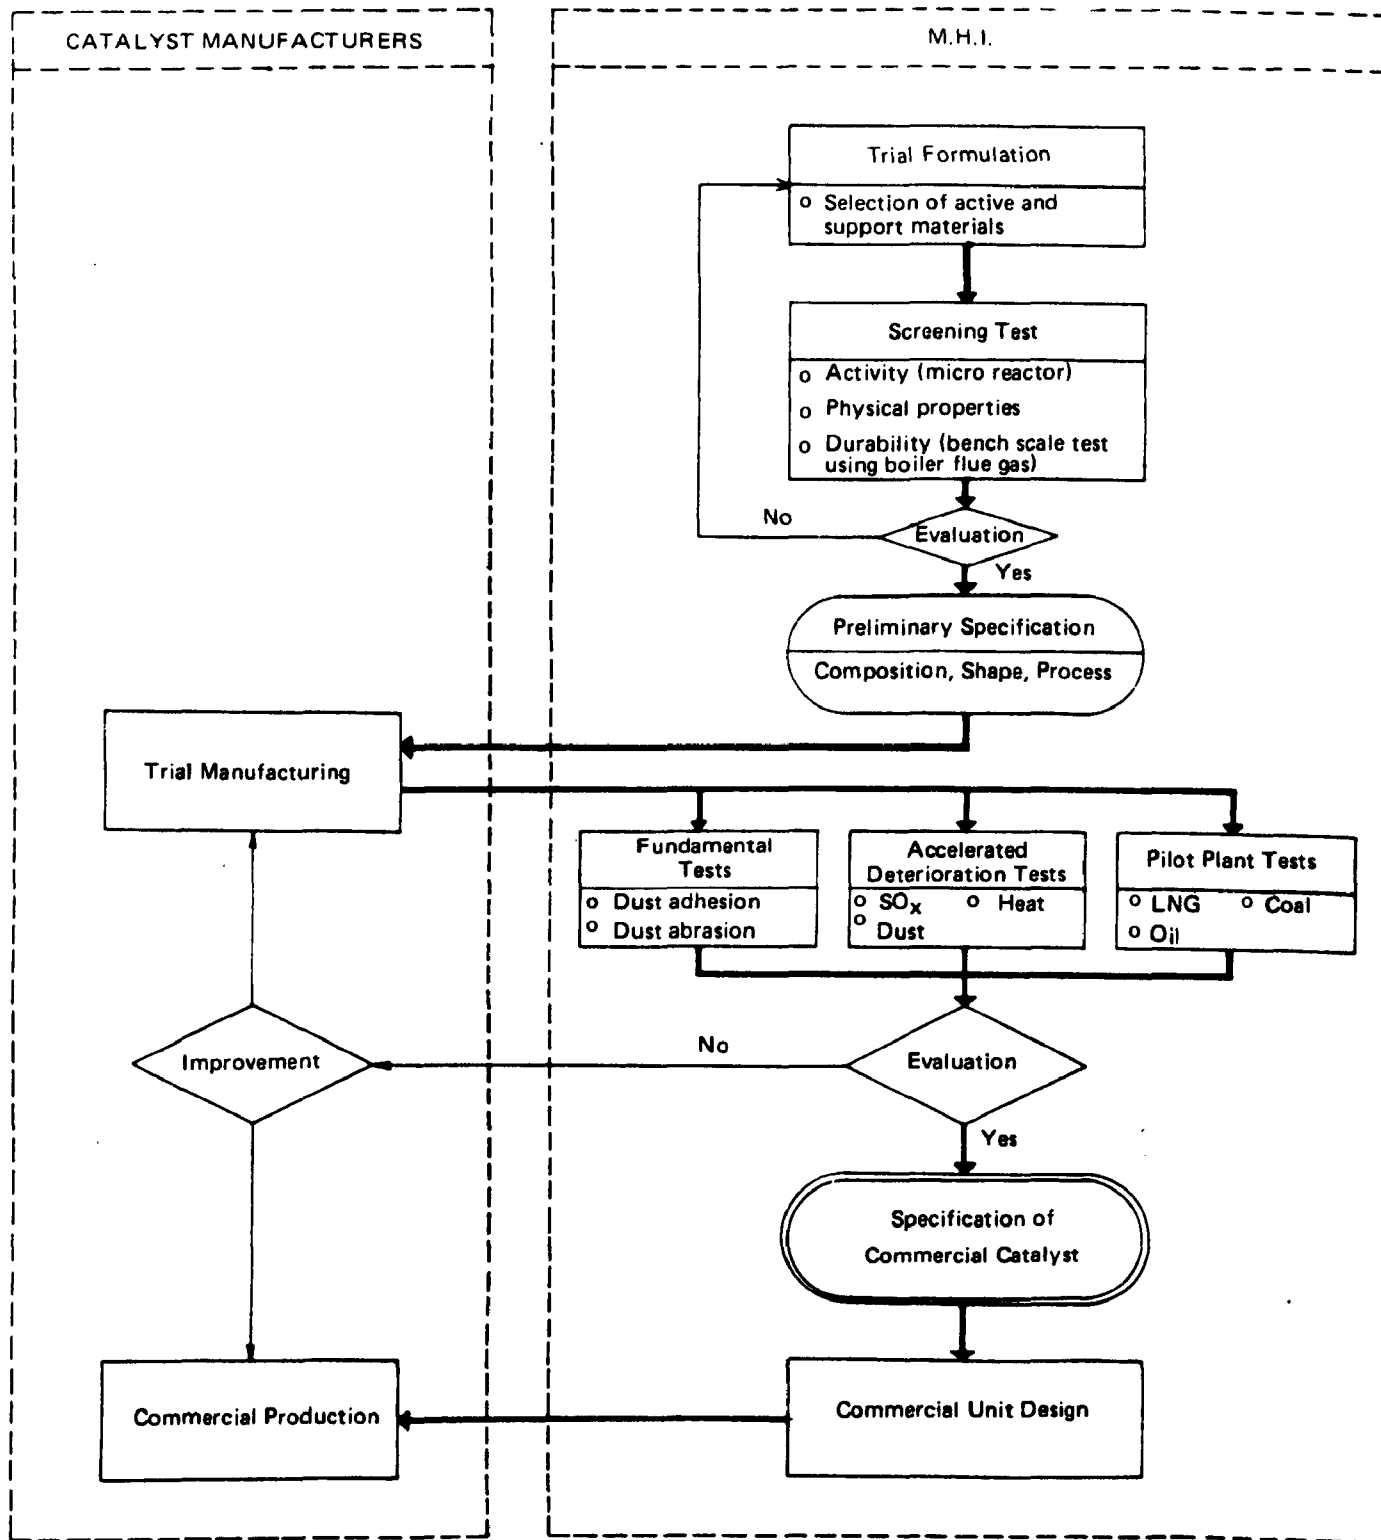 CATALYST MANUFACTURERS
M.H.I.
Trial Formulation
o Selection of active and
support materials
Screening Test
o Activity (micro reactor)
o Physical properties
o Durability (bench scale test
using boiler flue gas)
No
Evaluation
Yes
Preliminary Specification
Composition, Shape, Process
Trial Manufacturing
Fundamental
Tests
o Dust adhesion
o Dust abrasion
Accelerated
Deterioration Tests
o SOx o Heat
o Dust
Pilot Plant Tests
o LNG o Coal
o Oil
Improvement
No
Evaluation
Yes
Specification of
Commercial Catalyst
Commercial Production
Commercial Unit Design